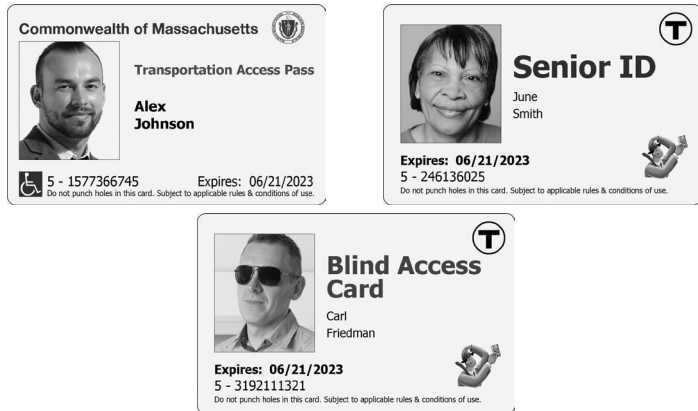 Commonwealth of Massachusetts
Transportation Access Pass
Alex
Johnson
5 - 1577366745 Expires: 06/21/2023
Do not punch holes in this card. Subject to applicable rules & conditions of use.
T
Senior ID
June
Smith
Expires: 06/21/2023
5 - 246136025
Do not punch holes in this card. Subject to applicable rules & conditions of use.
T
Blind Access
Card
Carl
Friedman
Expires: 06/21/2023
5 - 3192111321
Do not punch holes in this card. Subject to applicable rules & conditions of use.